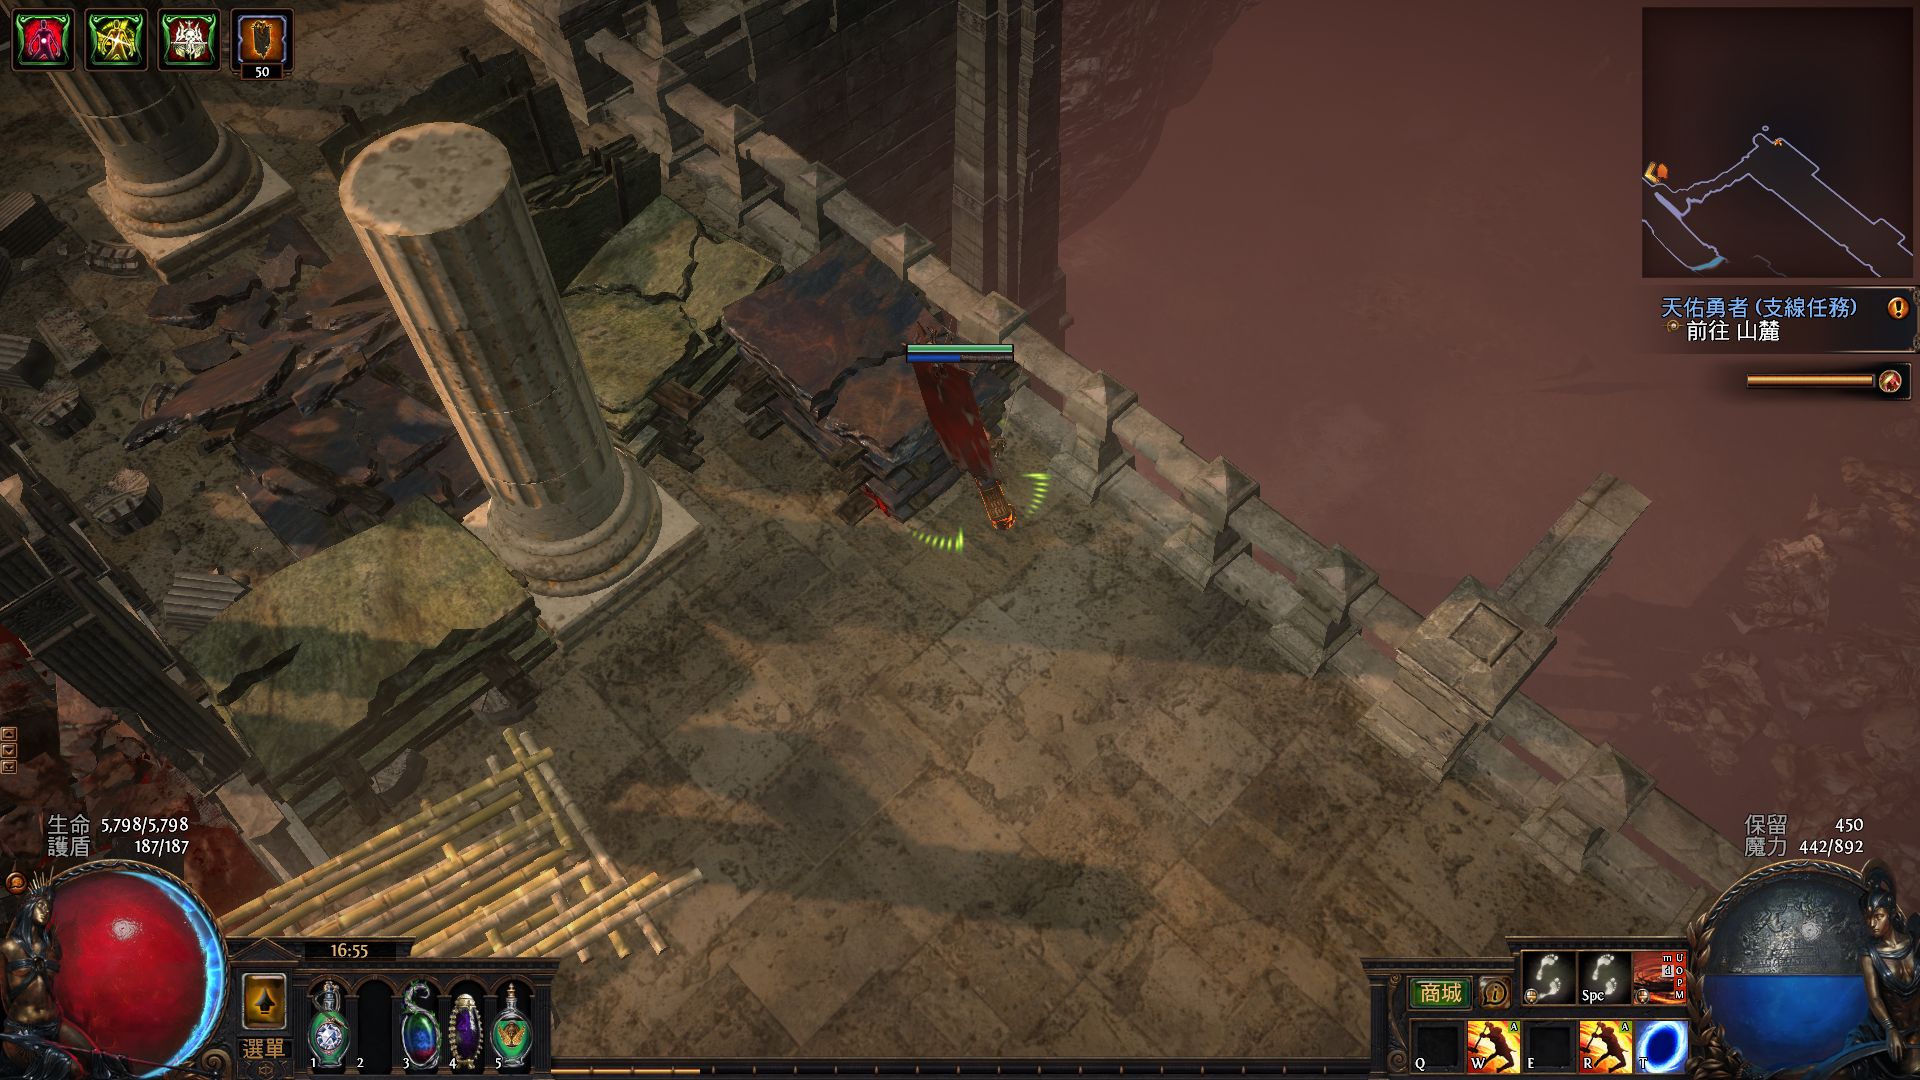 50
天佑勇者 (支線任務)
前往 山麓
生命 5,798/5,798
護盾 187/187
保留 450
魔力 442/892
16:55
選單
1 2 3 4 5
商城
Spc
Q W E R T
A A